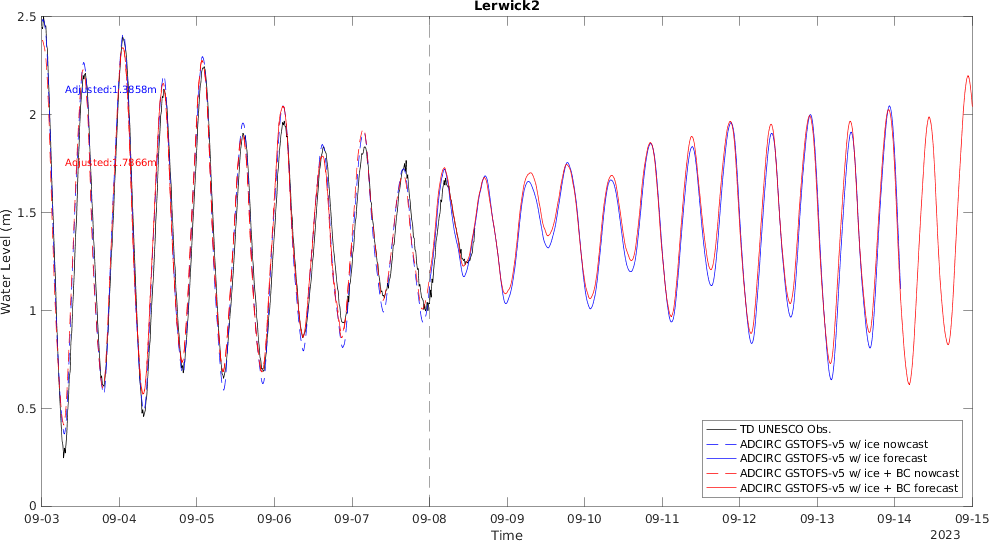 Lerwick2
2.5
2
1.5
1
0.5
0
Water Level (m)
Adjusted:1.3858m
Adjusted:1.7866m
TD UNESCO Obs.
ADCIRC GSTOFS-v5 w/ ice nowcast
ADCIRC GSTOFS-v5 w/ ice forecast
ADCIRC GSTOFS-v5 w/ ice + BC nowcast
ADCIRC GSTOFS-v5 w/ ice + BC forecast
09-03 09-04 09-05 09-06 09-07 09-08 09-09 09-10 09-11 09-12 09-13 09-14 09-15
Time
2023